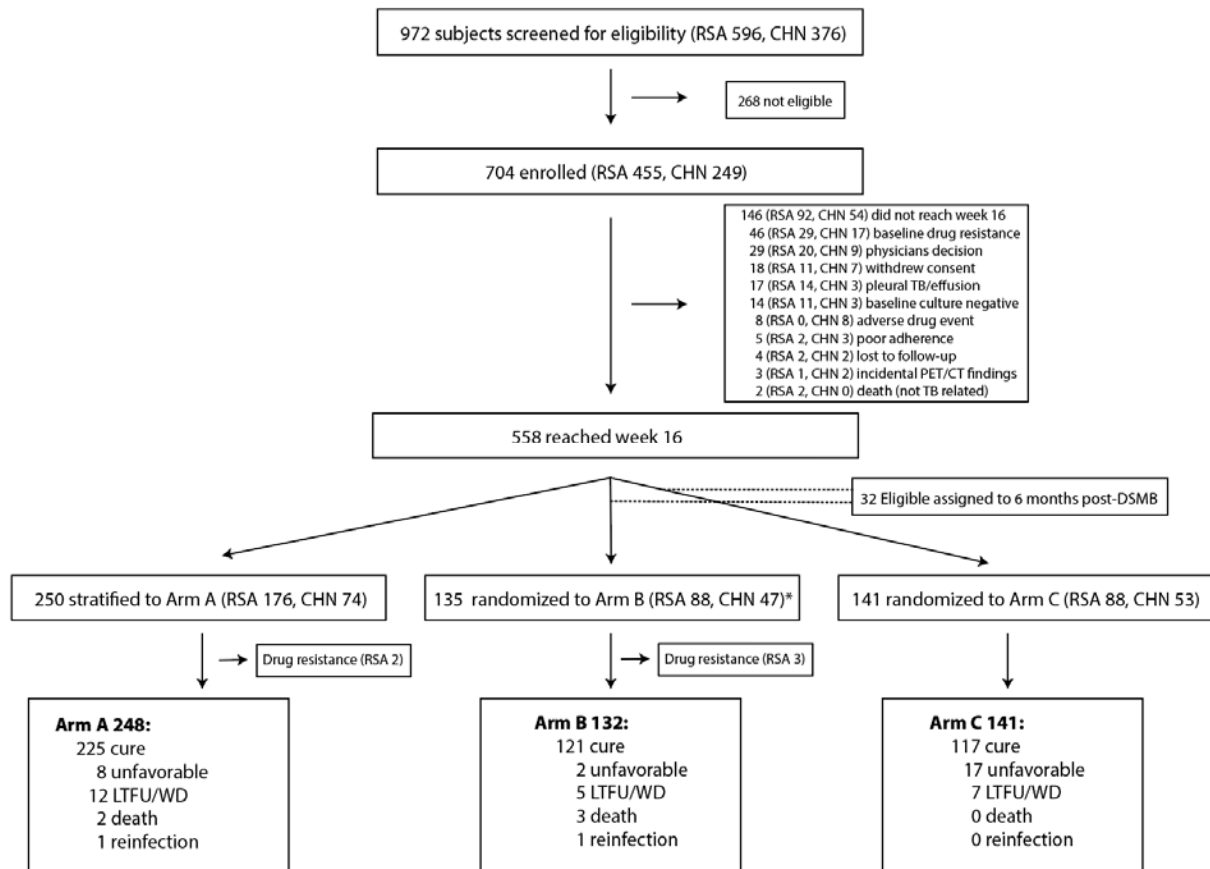 972 subjects screened for eligibility (RSA 596, CHN 376)
268 not eligible
704 enrolled (RSA 455, CHN 249)
146 (RSA 92, CHN 54) did not reach week 16
46 (RSA 29, CHN 17) baseline drug resistance
29 (RSA 20, CHN 9) physicians decision
18 (RSA 11, CHN 7) withdrew consent
17 (RSA 14, CHN 3) pleural TB/effusion
14 (RSA 11, CHN 3) baseline culture negative
8 (RSA 0, CHN 8) adverse drug event
5 (RSA 2, CHN 3) poor adherence
4 (RSA 2, CHN 2) lost to follow-up
3 (RSA 1, CHN 2) incidental PET/CT findings
2 (RSA 2, CHN 0) death (not TB related)
558 reached week 16
32 Eligible assigned to 6 months post-DSMB
250 stratified to Arm A (RSA 176, CHN 74)
135 randomized to Arm B (RSA 88, CHN 47)*
141 randomized to Arm C (RSA 88, CHN 53)
Drug resistance (RSA 2)
Drug resistance (RSA 3)
Arm A 248:
225 cure
8 unfavorable
12 LTFU/WD
2 death
1 reinfection
Arm B 132:
121 cure
2 unfavorable
5 LTFU/WD
3 death
1 reinfection
Arm C 141:
117 cure
17 unfavorable
7 LTFU/WD
0 death
0 reinfection